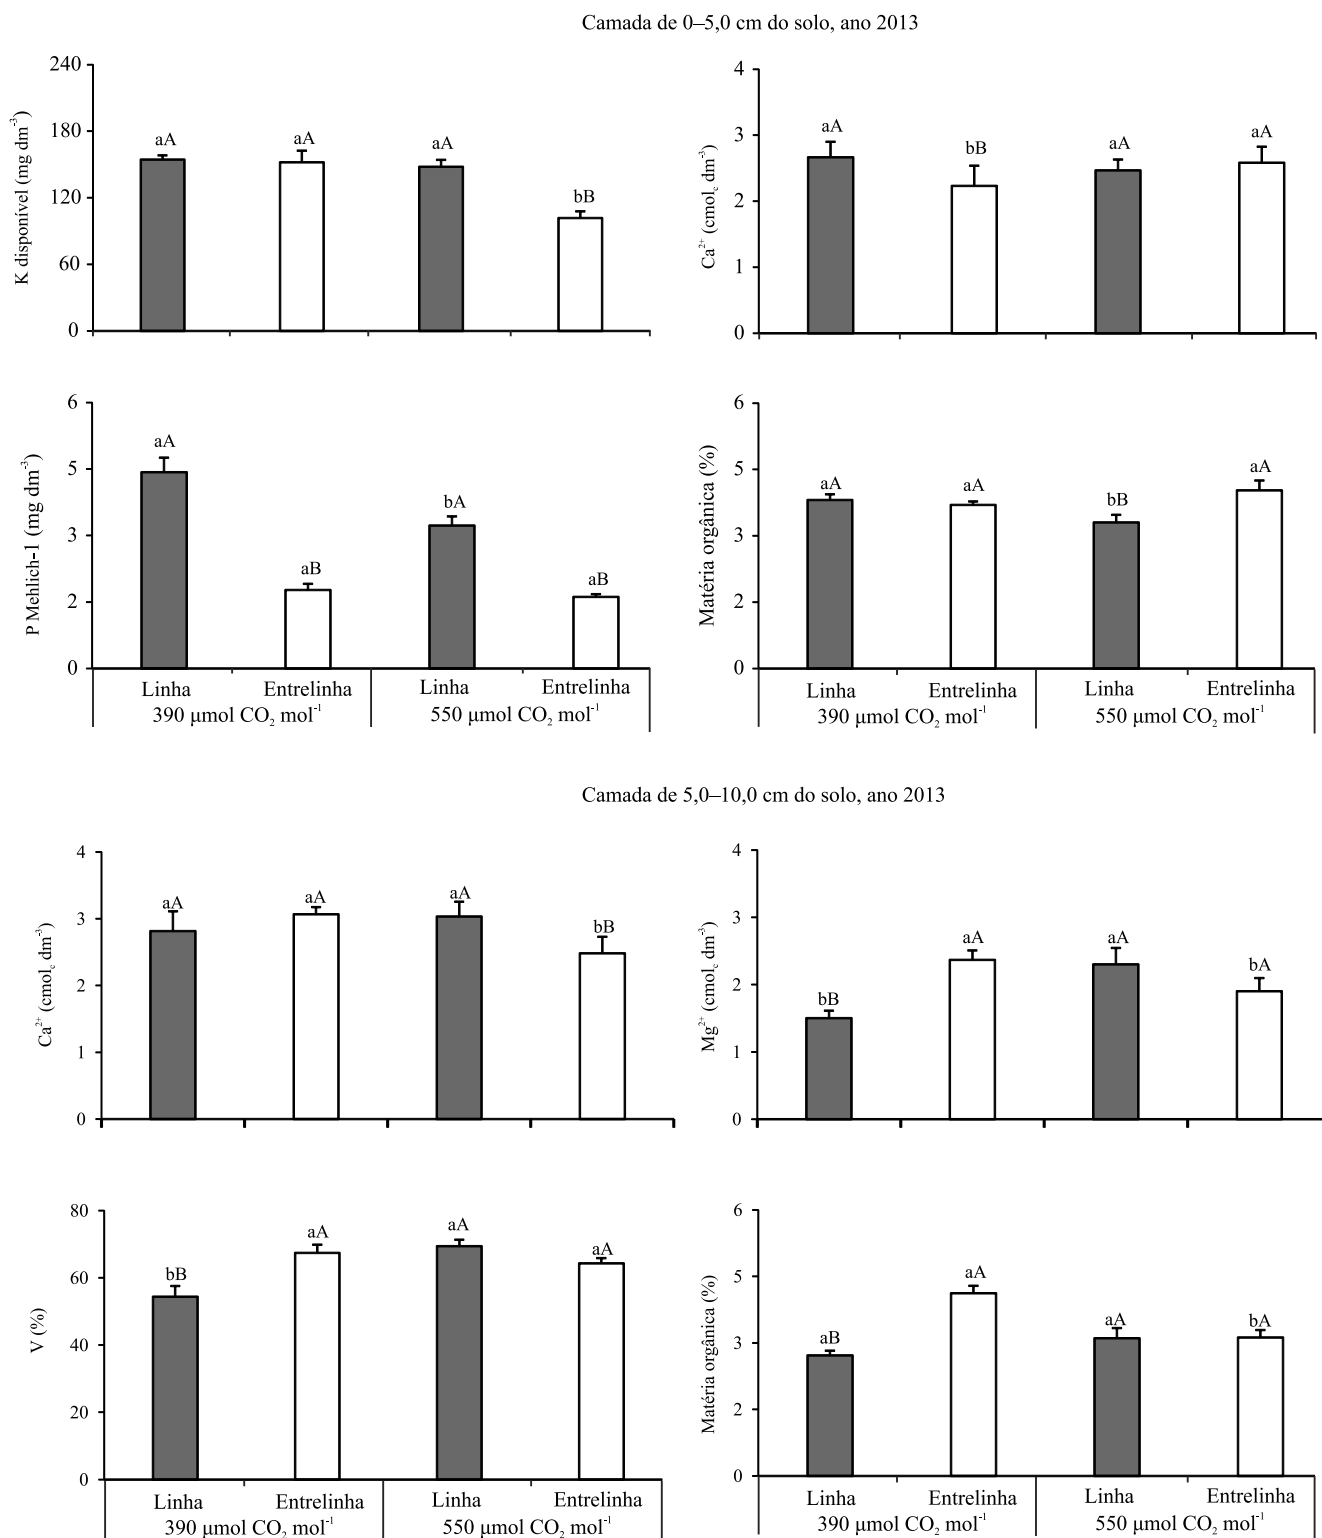 Camada de 0–5,0 cm do solo, ano 2013
K disponível (mg dm⁻³)
240
180
120
60
0
aA
aA
aA
bB
Ca²⁺ (cmol꜀ dm⁻³)
4
3
2
1
0
aA
bB
aA
aA
P Mehlich-1 (mg dm⁻³)
6
5
3
2
0
aA
aB
bA
aB
Linha Entrelinha Linha Entrelinha
390 µmol CO₂ mol⁻¹ 550 µmol CO₂ mol⁻¹
Matéria orgânica (%)
6
5
3
2
0
aA
aA
bB
aA
Linha Entrelinha Linha Entrelinha
390 µmol CO₂ mol⁻¹ 550 µmol CO₂ mol⁻¹
Camada de 5,0–10,0 cm do solo, ano 2013
Ca²⁺ (cmol꜀ dm⁻³)
4
3
2
1
0
aA
aA
aA
bB
Mg²⁺ (cmol꜀ dm⁻³)
4
3
2
1
0
bB
aA
aA
bA
V (%)
80
60
40
20
0
bB
aA
aA
aA
Linha Entrelinha Linha Entrelinha
390 µmol CO₂ mol⁻¹ 550 µmol CO₂ mol⁻¹
Matéria orgânica (%)
6
5
3
2
0
aB
aA
aA
bA
Linha Entrelinha Linha Entrelinha
390 µmol CO₂ mol⁻¹ 550 µmol CO₂ mol⁻¹